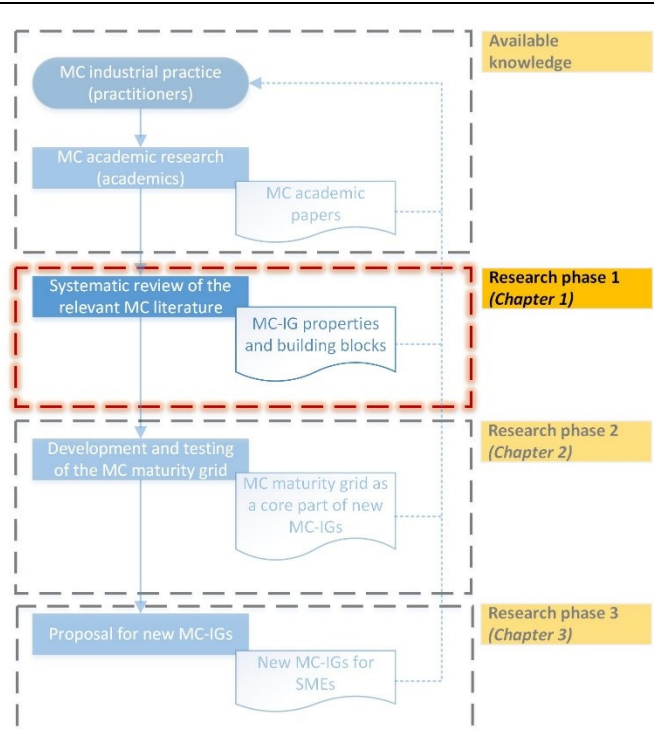 Available
knowledge
MC industrial practice
(practitioners)
MC academic research
(academics)
MC academic
papers
Research phase 1
(Chapter 1)
Systematic review of the
relevant MC literature
MC-IG properties
and building blocks
Research phase 2
(Chapter 2)
Development and testing
of the MC maturity grid
MC maturity grid as
a core part of new
MC-IGs
Research phase 3
(Chapter 3)
Proposal for new MC-IGs
New MC-IGs for
SMEs